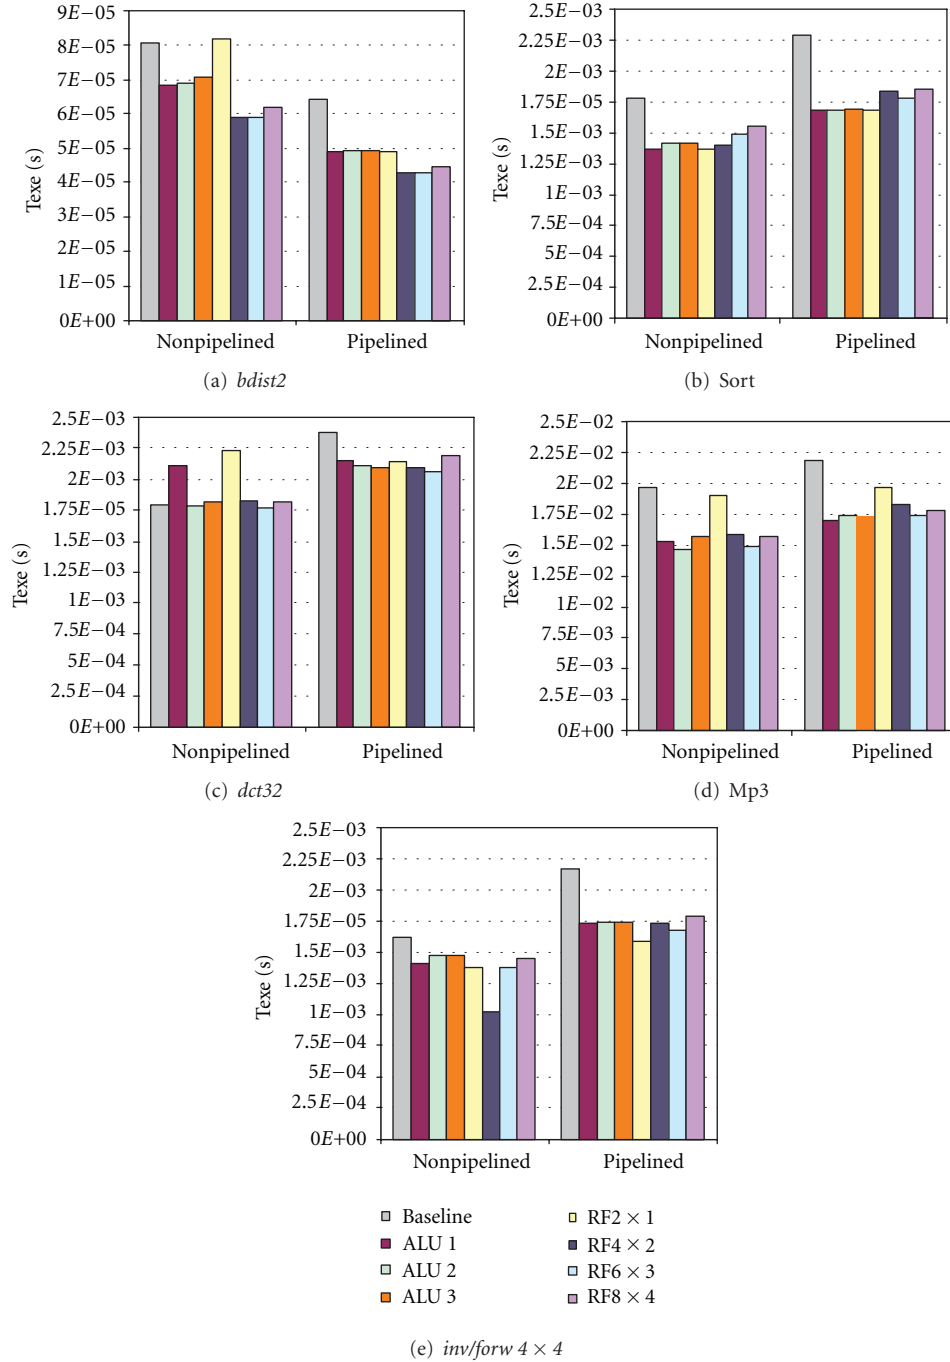 9E−05
8E−05
7E−05
6E−05
5E−05
4E−05
3E−05
2E−05
1E−05
0E+00
Texe (s)
Nonpipelined Pipelined
(a) bdist2
2.5E−03
2.25E−03
2E−03
1.75E−05
1.5E−03
1.25E−03
1E−03
7.5E−04
5E−04
2.5E−04
0E+00
Texe (s)
Nonpipelined Pipelined
(b) Sort
2.5E−03
2.25E−03
2E−03
1.75E−05
1.5E−03
1.25E−03
1E−03
7.5E−04
5E−04
2.5E−04
0E+00
Texe (s)
Nonpipelined Pipelined
(c) dct32
2.5E−02
2.25E−02
2E−02
1.75E−02
1.5E−02
1.25E−02
1E−02
7.5E−03
5E−03
2.5E−03
0E+00
Texe (s)
Nonpipelined Pipelined
(d) Mp3
2.5E−03
2.25E−03
2E−03
1.75E−05
1.5E−03
1.25E−03
1E−03
7.5E−04
5E−04
2.5E−04
0E+00
Texe (s)
Nonpipelined Pipelined
Baseline
ALU 1
ALU 2
ALU 3
RF2 × 1
RF4 × 2
RF6 × 3
RF8 × 4
(e) inv/forw 4 × 4